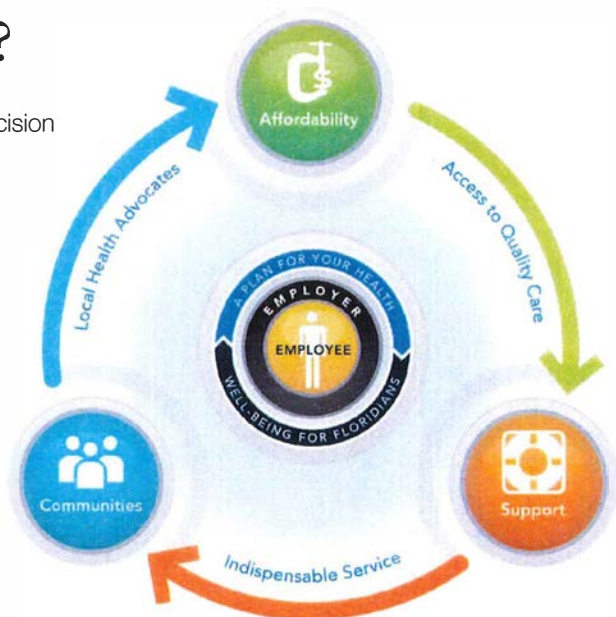 ?
cision
$
Affordability
Local Health Advocates
Access to Quality Care
A PLAN FOR YOUR HEALTH
EMPLOYER
EMPLOYEE
WELL-BEING FOR FLORIDIANS
Communities
Support
Indispensable Service